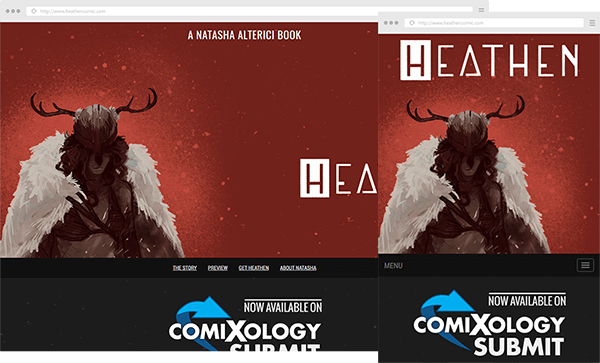 http://www.heathencomic.com
A NATASHA ALTERICI BOOK
HEA
THE STORY PREVIEW GET HEATHEN ABOUT NATASHA
NOW AVAILABLE ON
COMIXOLOGY
SUBMIT
http://www.heathencomic.com
HEATHEN
MENU
NOW AVAILABLE ON
COMIXOLOGY
SUBMIT